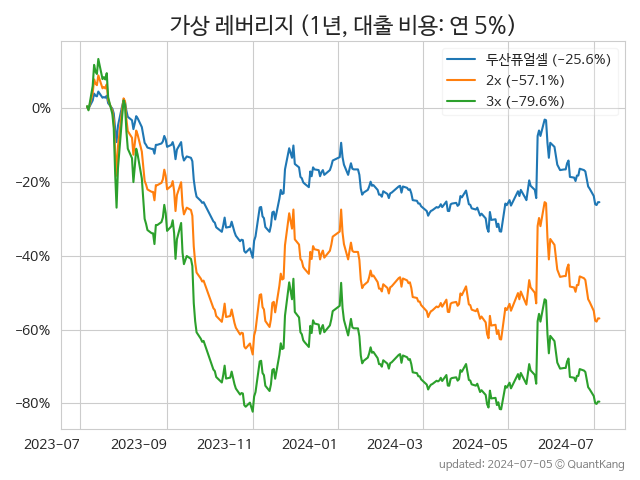 가상 레버리지 (1년, 대출 비용: 연 5%)
두산퓨얼셀 (−25.6%)
2x (−57.1%)
3x (−79.6%)
0%
−20%
−40%
−60%
−80%
2023-07 2023-09 2023-11 2024-01 2024-03 2024-05 2024-07
updated: 2024-07-05 © QuantKang